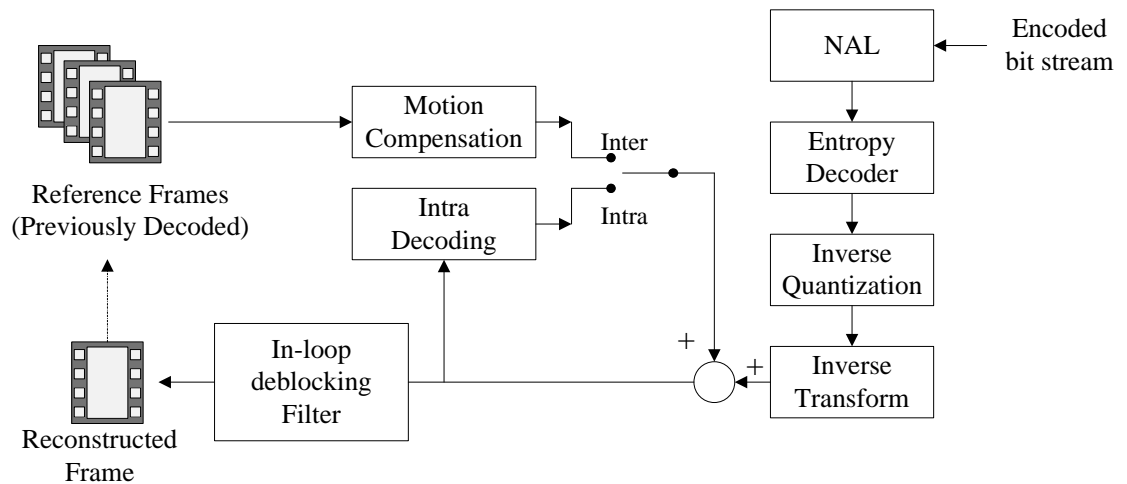 NAL
Encoded
bit stream
Motion
Compensation
Inter
Entropy
Decoder
Reference Frames
(Previously Decoded)
Intra
Decoding
Intra
Inverse
Quantization
In-loop
deblocking
Filter
+
+
Inverse
Transform
Reconstructed
Frame